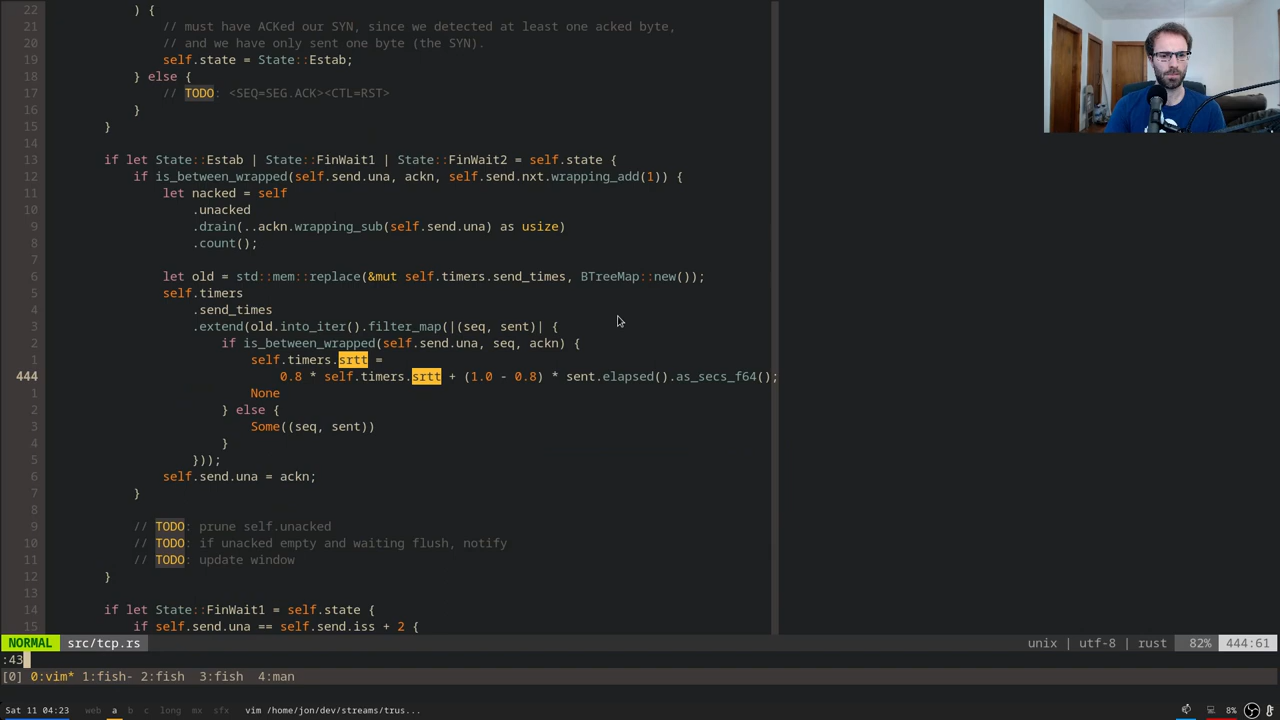 22 ) {
21 // must have ACKed our SYN, since we detected at least one acked byte,
20 // and we have only sent one byte (the SYN).
19 self.state = State::Estab;
18 } else {
17 // TODO: <SEQ=SEG.ACK><CTL=RST>
16 }
15 }
14
13 if let State::Estab | State::FinWait1 | State::FinWait2 = self.state {
12 if is_between_wrapped(self.send.una, ackn, self.send.nxt.wrapping_add(1)) {
11 let nacked = self
10 .unacked
9 .drain(..ackn.wrapping_sub(self.send.una) as usize)
8 .count();
7
6 let old = std::mem::replace(&mut self.timers.send_times, BTreeMap::new());
5 self.timers
4 .send_times
3 .extend(old.into_iter().filter_map(|(seq, sent)| {
2 if is_between_wrapped(self.send.una, seq, ackn) {
1 self.timers.srtt =
444 0.8 * self.timers.srtt + (1.0 - 0.8) * sent.elapsed().as_secs_f64();
1 None
2 } else {
3 Some((seq, sent))
4 }
5 }));
6 self.send.una = ackn;
7 }
8
9 // TODO: prune self.unacked
10 // TODO: if unacked empty and waiting flush, notify
11 // TODO: update window
12 }
13
14 if let State::FinWait1 = self.state {
15 if self.send.una == self.send.iss + 2 {
NORMAL src/tcp.rs unix | utf-8 | rust 82% 444:61
:43
[0] 0:vim* 1:fish- 2:fish 3:fish 4:man
Sat 11 04:23 web a b c long mx sfx vim /home/jon/dev/streams/trus... 8%